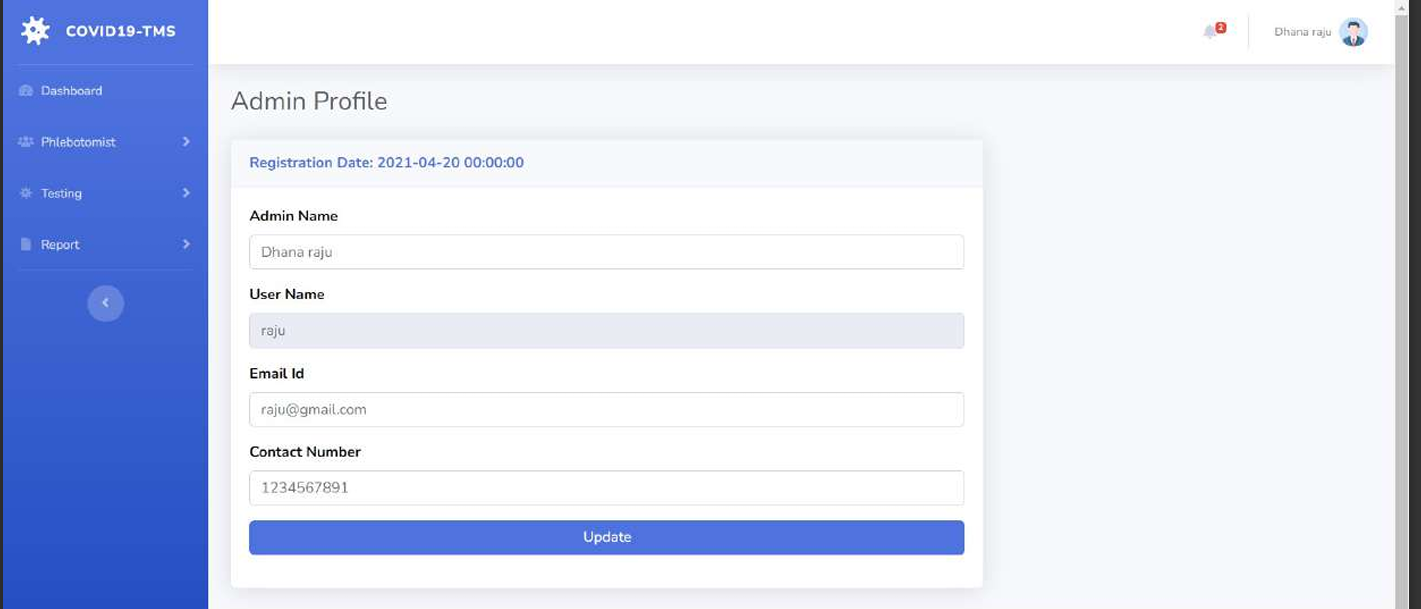 COVID19-TMS
2
Dhana raju
Dashboard
Phlebotomist
Testing
Report
Admin Profile
Registration Date: 2021-04-20 00:00:00
Admin Name
Dhana raju
User Name
raju
Email Id
raju@gmail.com
Contact Number
1234567891
Update